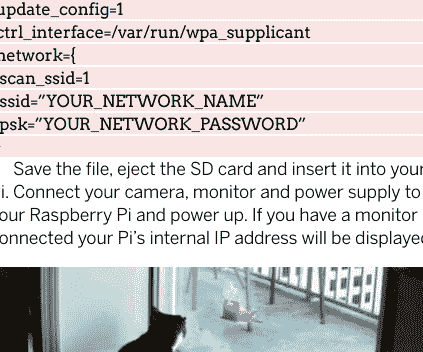 update_config=1
ctrl_interface=/var/run/wpa_supplicant
network={
scan_ssid=1
ssid=”YOUR_NETWORK_NAME”
psk=”YOUR_NETWORK_PASSWORD”
Save the file, eject the SD card and insert it into your
i. Connect your camera, monitor and power supply to
our Raspberry Pi and power up. If you have a monitor
onnected your Pi’s internal IP address will be displayed